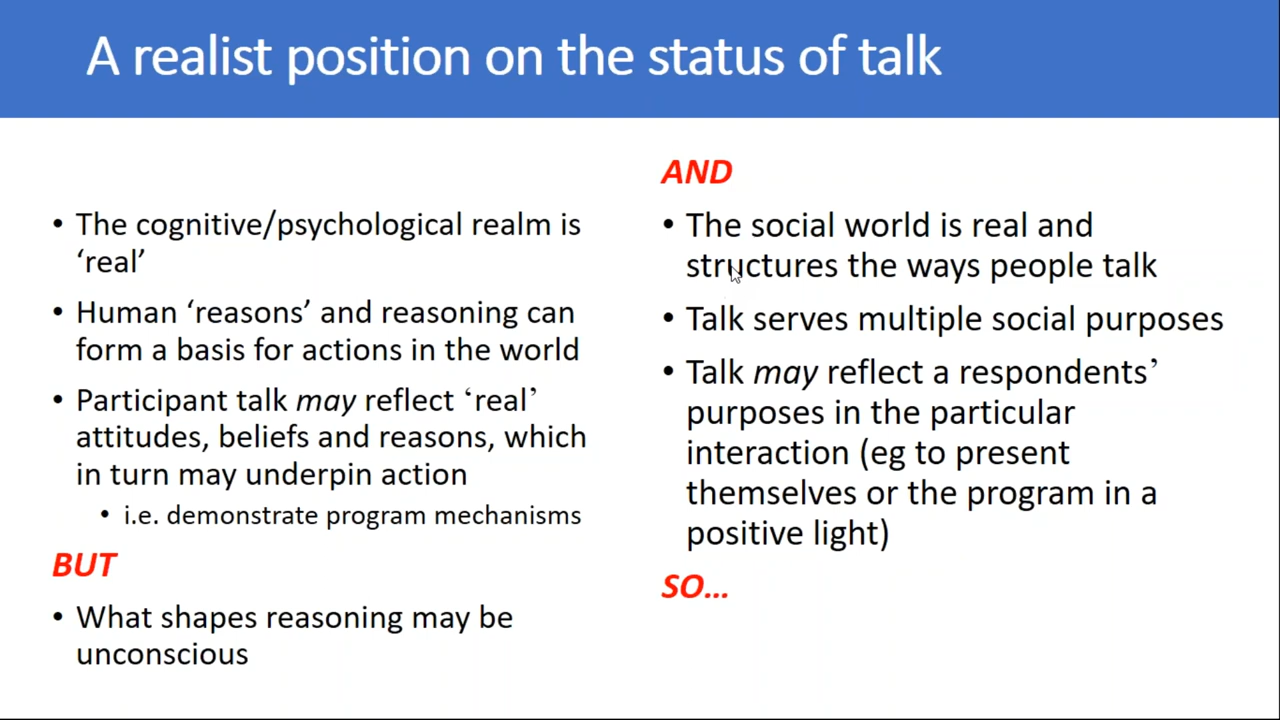 A realist position on the status of talk
• The cognitive/psychological realm is
‘real’
• Human ‘reasons’ and reasoning can
form a basis for actions in the world
• Participant talk may reflect ‘real’
attitudes, beliefs and reasons, which
in turn may underpin action
• i.e. demonstrate program mechanisms
BUT
• What shapes reasoning may be
unconscious
AND
• The social world is real and
structures the ways people talk
• Talk serves multiple social purposes
• Talk may reflect a respondents’
purposes in the particular
interaction (eg to present
themselves or the program in a
positive light)
SO...